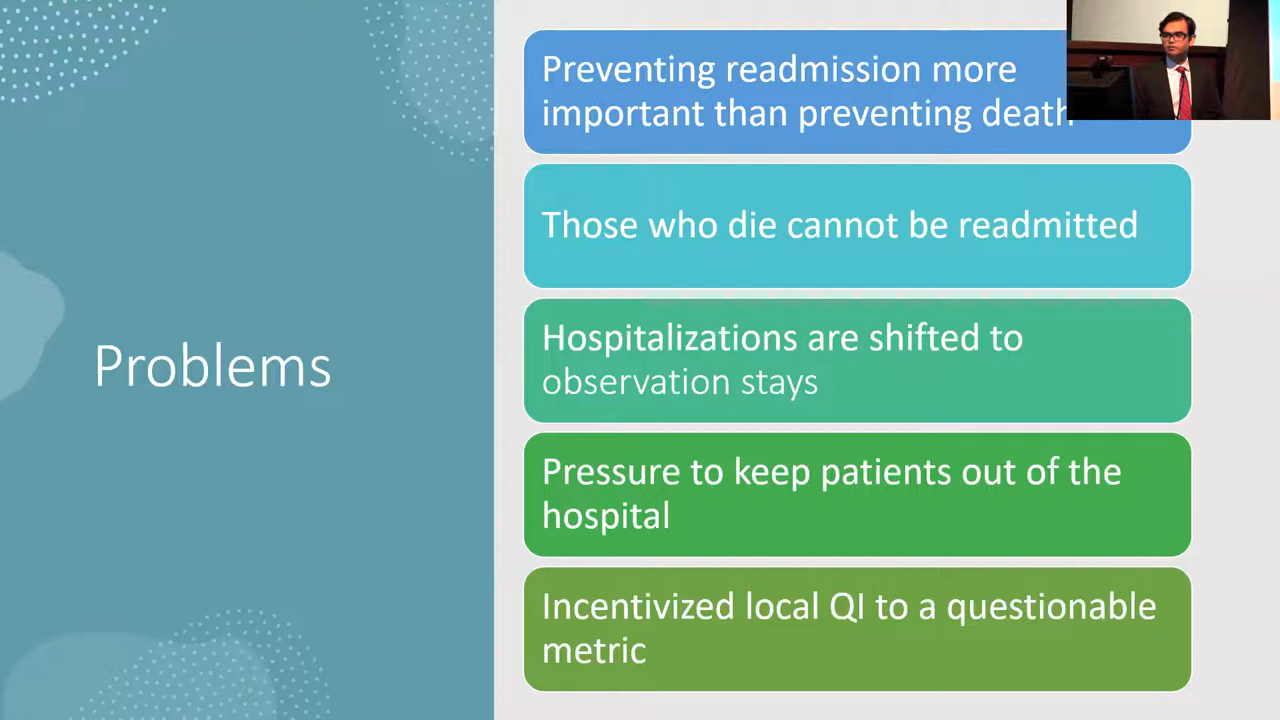 Problems
Preventing readmission more
important than preventing death
Those who die cannot be readmitted
Hospitalizations are shifted to
observation stays
Pressure to keep patients out of the
hospital
Incentivized local QI to a questionable
metric